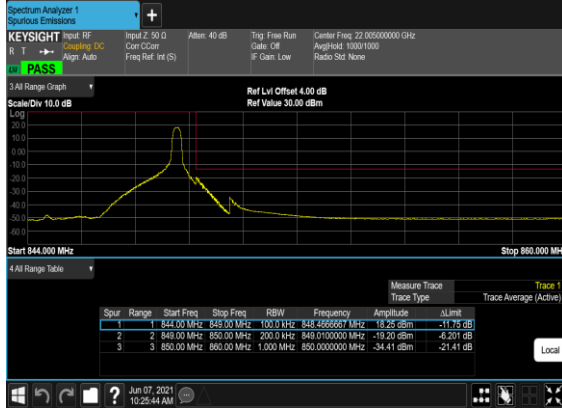 Spectrum Analyzer 1
Spurious Emissions
+
KEYSIGHT Input: RF Input Z: 50 Ω Atten: 40 dB Trig: Free Run Center Freq: 22.005000000 GHz
R T Coupling: DC Corr CCorr Gate: Off Avg|Hold: 1000/1000
Align: Auto Freq Ref: Int (S) IF Gain: Low Radio Std: None
PASS
3 All Range Graph
Ref Lvl Offset 4.00 dB
Scale/Div 10.0 dB Ref Value 30.00 dBm
Log
20.0
10.0
0.00
-10.0
-20.0
-30.0
-40.0
-50.0
-60.0
Start 844.000 MHz Stop 860.000 MH
4 All Range Table
Measure Trace Trace 1
Trace Type Trace Average (Active)
Spur Range Start Freq Stop Freq RBW Frequency Amplitude ΔLimit
1 1 844.00 MHz 849.00 MHz 100.0 kHz 848.4666667 MHz 18.25 dBm -11.75 dB
2 2 849.00 MHz 850.00 MHz 200.0 kHz 849.0100000 MHz -19.20 dBm -6.201 dB
3 3 850.00 MHz 860.00 MHz 1.000 MHz 850.0000000 MHz -34.41 dBm -21.41 dB
Local
?
Jun 07, 2021
10:25:44 AM